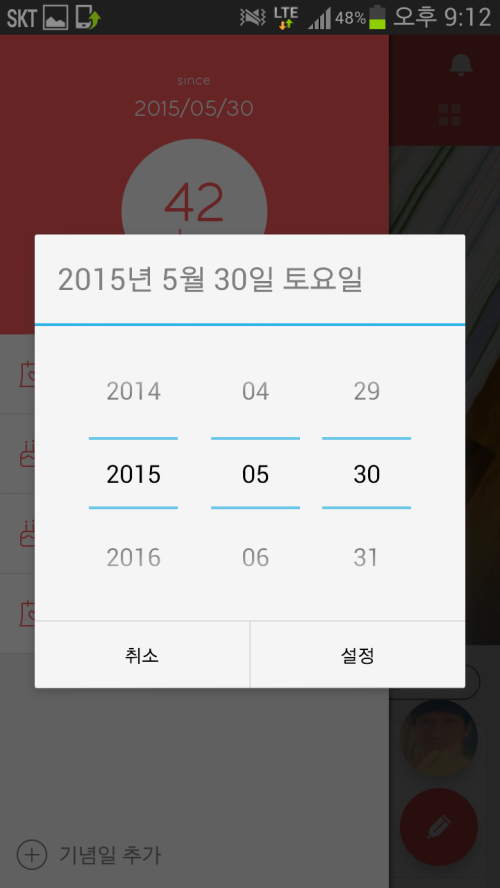 SKT LTE 48% 오후 9:12
since
2015/05/30
42
2015년 5월 30일 토요일
2014 04 29
2015 05 30
2016 06 31
취소 설정
기념일 추가